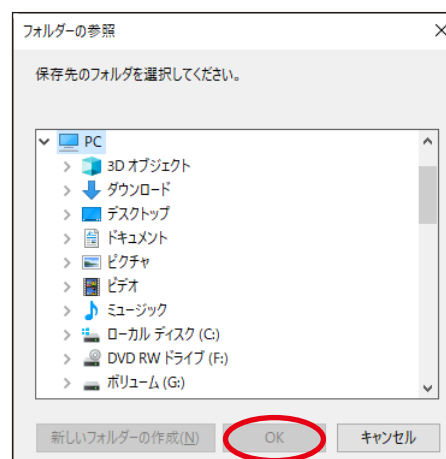 フォルダーの参照
保存先のフォルダを選択してください。
PC
3D オブジェクト
ダウンロード
デスクトップ
ドキュメント
ピクチャ
ビデオ
ミュージック
ローカル ディスク (C:)
DVD RW ドライブ (F:)
ボリューム (G:)
新しいフォルダーの作成(N) OK キャンセル